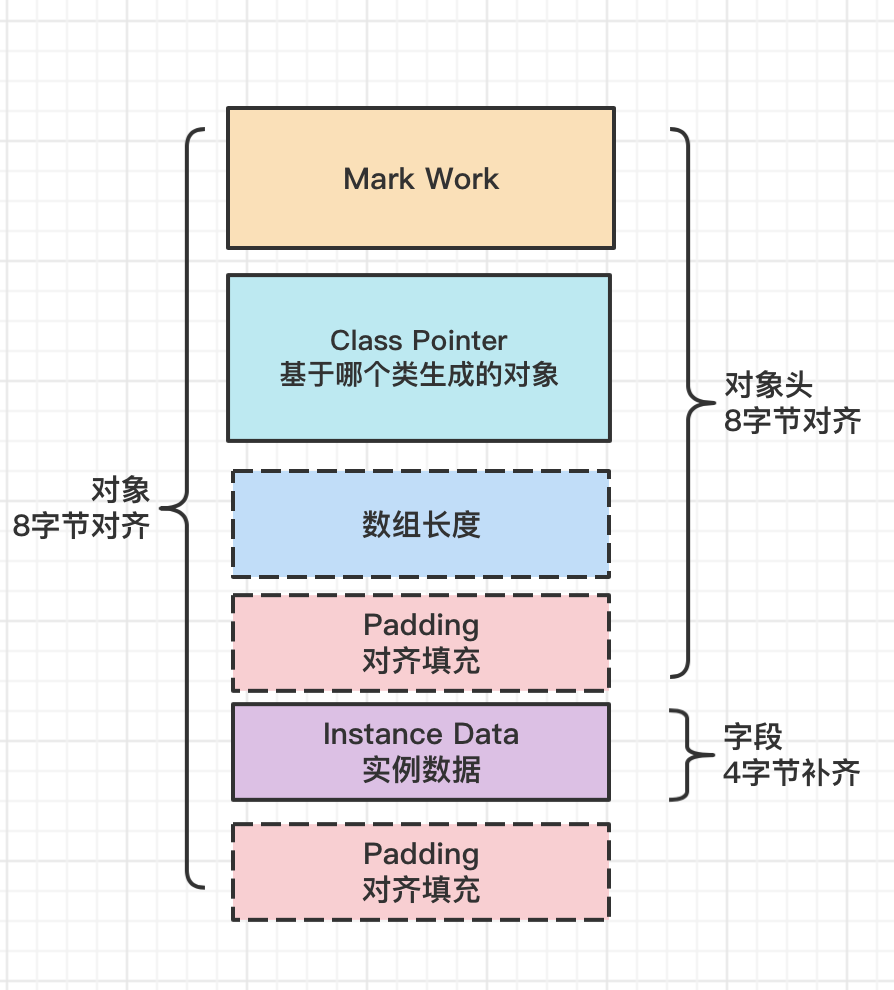 Mark Work
Class Pointer
基于哪个类生成的对象
对象头
8字节对齐
对象
8字节对齐
数组长度
Padding
对齐填充
Instance Data
实例数据
字段
4字节补齐
Padding
对齐填充